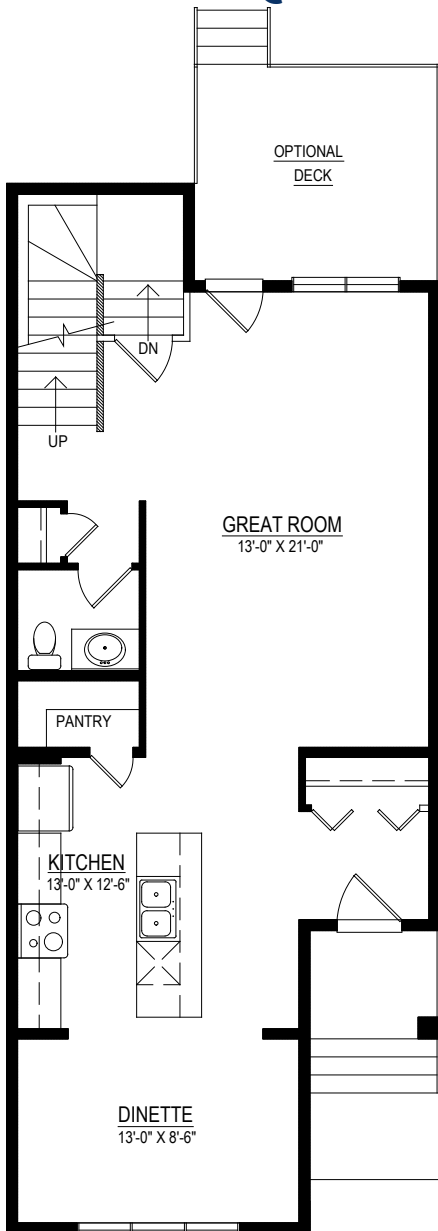 OPTIONAL
DECK
DN
UP
GREAT ROOM
13'-0" X 21'-0"
PANTRY
KITCHEN
13'-0" X 12'-6"
DINETTE
13'-0" X 8'-6"